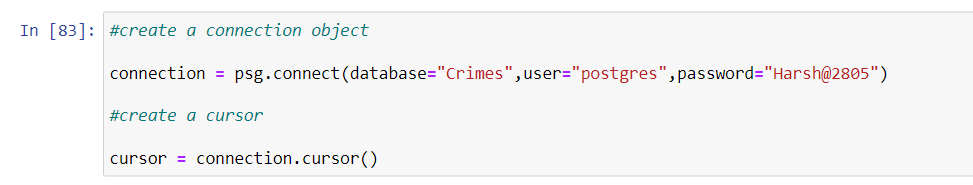 In [83]: #create a connection object
connection = psg.connect(database="Crimes",user="postgres",password="Harsh@2805")
#create a cursor
cursor = connection.cursor()